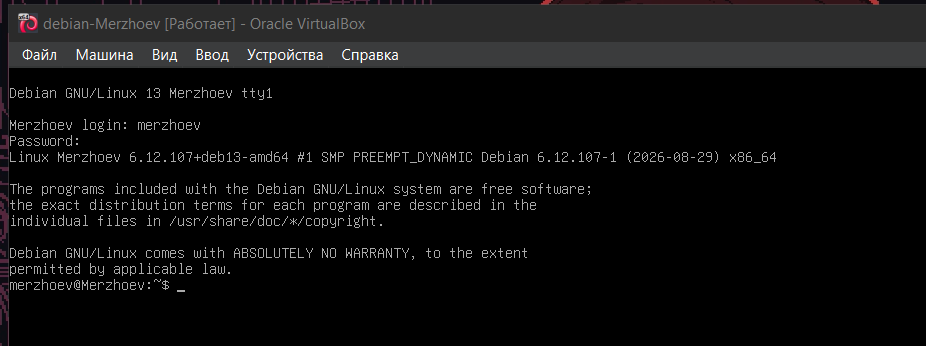 debian-Merzhoev [Работает] - Oracle VirtualBox
Файл Машина Вид Ввод Устройства Справка
Debian GNU/Linux 13 Merzhoev tty1
Merzhoev login: merzhoev
Password:
Linux Merzhoev 6.12.107+deb13-amd64 #1 SMP PREEMPT_DYNAMIC Debian 6.12.107-1 (2026-08-29) x86_64
The programs included with the Debian GNU/Linux system are free software;
the exact distribution terms for each program are described in the
individual files in /usr/share/doc/*/copyright.
Debian GNU/Linux comes with ABSOLUTELY NO WARRANTY, to the extent
permitted by applicable law.
merzhoev@Merzhoev:~$ _